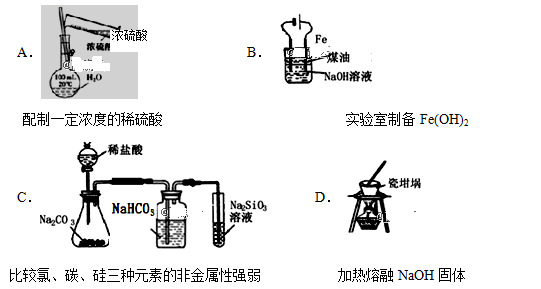 A.
浓硫酸
浓硫酸
100 mL
20℃
H₂O
配制一定浓度的稀硫酸
B.
Fe
煤油
NaOH溶液
实验室制备 Fe(OH)₂
C.
稀盐酸
Na₂CO₃
NaHCO₃
Na₂SiO₃
溶液
比较氯、碳、硅三种元素的非金属性强弱
D.
瓷坩埚
加热熔融 NaOH 固体